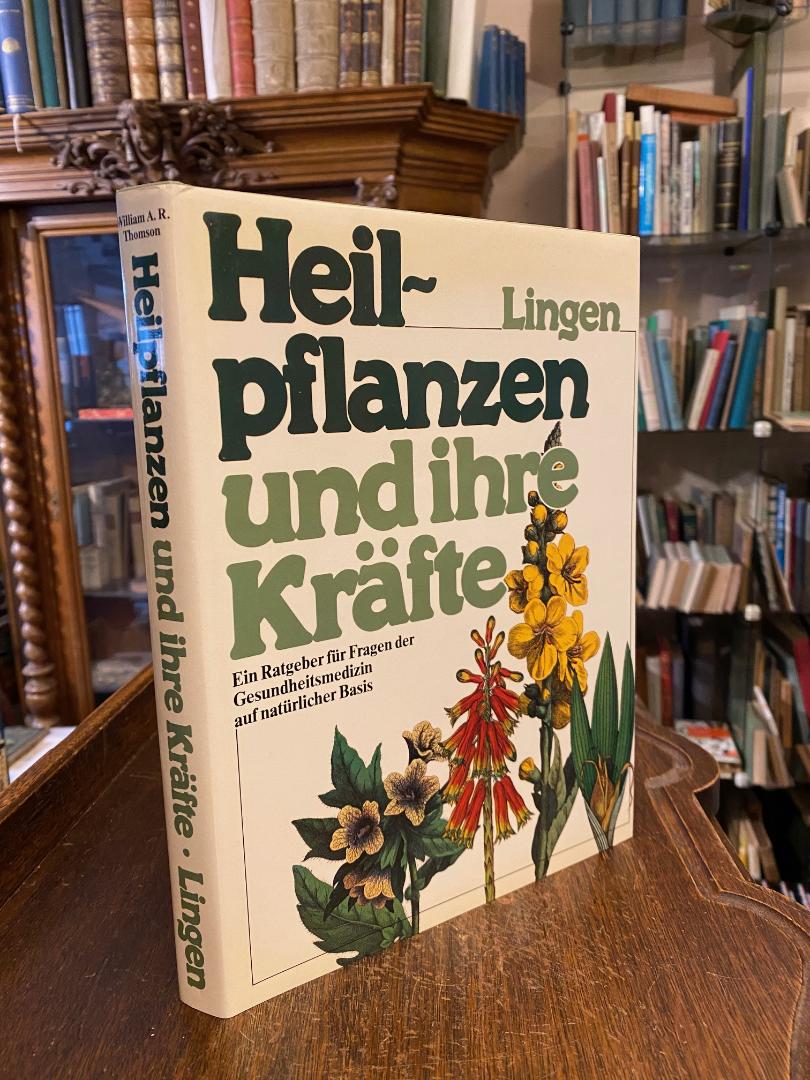 William A. R.
Thomson
Heilpflanzen und ihre Kräfte · Lingen
Heil~
Lingen
pflanzen
und ihre
Kräfte
Ein Ratgeber für Fragen der
Gesundheitsmedizin
auf natürlicher Basis